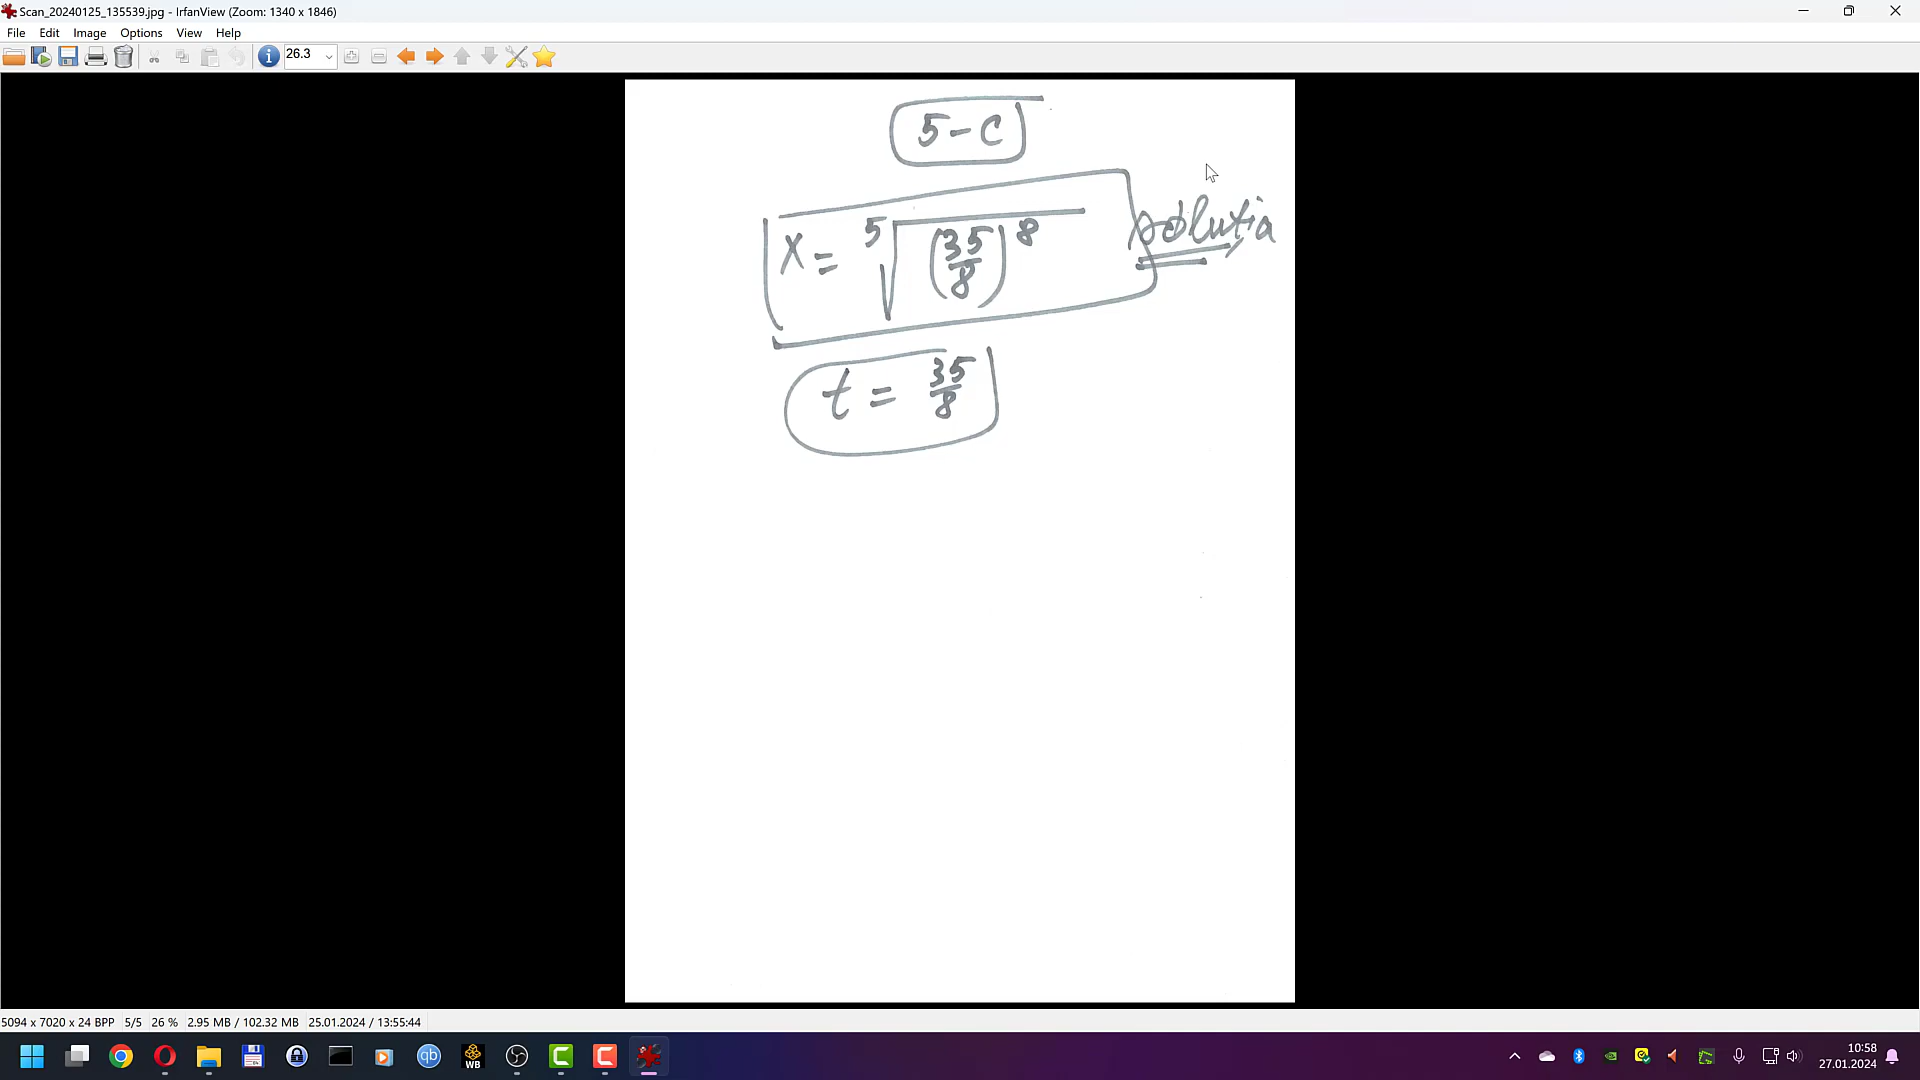 Scan_20240125_135539.jpg - IrfanView (Zoom: 1340 x 1846)
File Edit Image Options View Help
26.3
5-C
x = ⁵√(35/8)⁸ solutia
t = 35/8
5094 x 7020 x 24 BPP 5/5 26 % 2.95 MB / 102.32 MB 25.01.2024 / 13:55:44
qb WB 10:58
27.01.2024